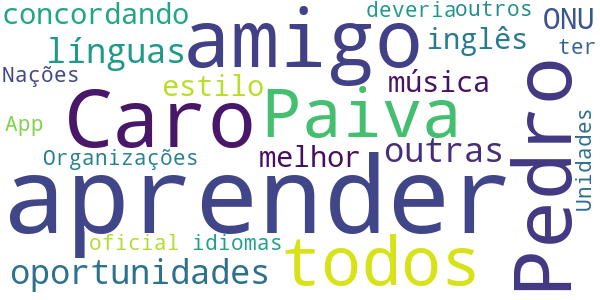 concordando
amigo
deveria
outros
ONU
línguas
inglês
ter
Nações
estilo
música
Caro
Paiva
Pedro
App
Organizações
melhor
outras
Unidades
aprender
oficial
idiomas
todos
oportunidades